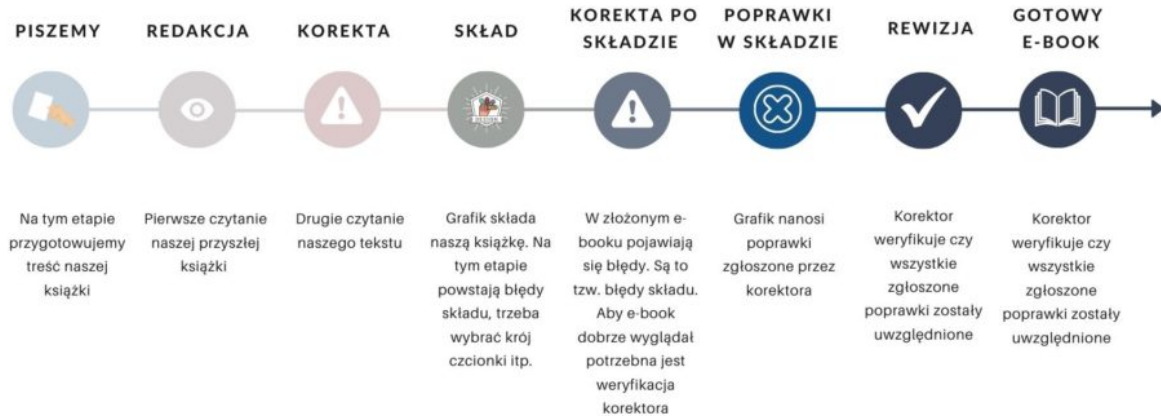 PISZEMY
REDAKCJA
KOREKTA
SKŁAD
KOREKTA PO
SKŁADZIE
POPRAWKI
W SKŁADZIE
REWIZJA
GOTOWY
E-BOOK
Na tym etapie
przygotowujemy
treść naszej
książki
Pierwsze czytanie
naszej przyszłej
książki
Drugie czytanie
naszego tekstu
Grafik składa
naszą książkę. Na
tym etapie
powstają błędy
składu, trzeba
wybrać krój
czcionki itp.
W złożonym e-
booku pojawiają
się błędy. Są to
tzw. błędy składu.
Aby e-book
dobrze wyglądał
potrzebna jest
weryfikacja
korektora
Grafik nanosi
poprawki
zgłoszone przez
korektora
Korektor
weryfikuje czy
wszystkie
zgłoszone
poprawki zostały
uwzględnione
Korektor
weryfikuje czy
wszystkie
zgłoszone
poprawki zostały
uwzględnione